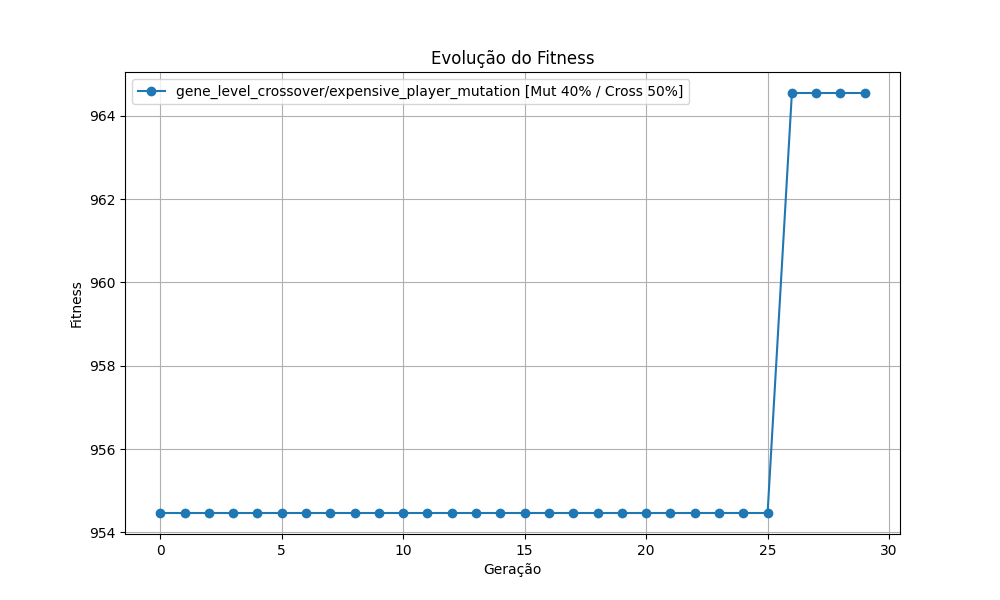 Evolução do Fitness
gene_level_crossover/expensive_player_mutation [Mut 40% / Cross 50%]
964
962
960
958
956
954
Fitness
0 5 10 15 20 25 30
Geração